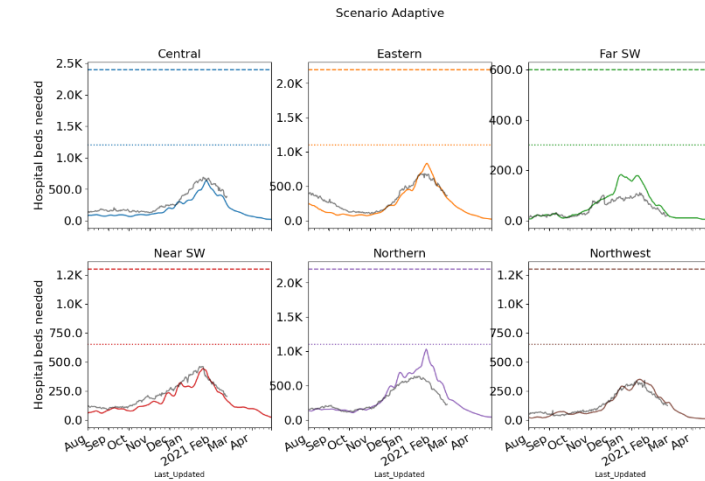 Scenario Adaptive
Central
Eastern
Far SW
Hospital beds needed
2.5K
2.0K
1.5K
1.0K
500.0
0.0
2.0K
1.5K
1.0K
500.0
0.0
600.0
400.0
200.0
0.0
Near SW
Northern
Northwest
Hospital beds needed
1.2K
1.0K
750.0
500.0
250.0
0.0
2.0K
1.5K
1.0K
500.0
0.0
1.2K
1.0K
750.0
500.0
250.0
0.0
Aug Sep Oct Nov Dec Jan 2021 Feb Mar Apr
Aug Sep Oct Nov Dec Jan 2021 Feb Mar Apr
Aug Sep Oct Nov Dec Jan 2021 Feb Mar Apr
Last_Updated
Last_Updated
Last_Updated